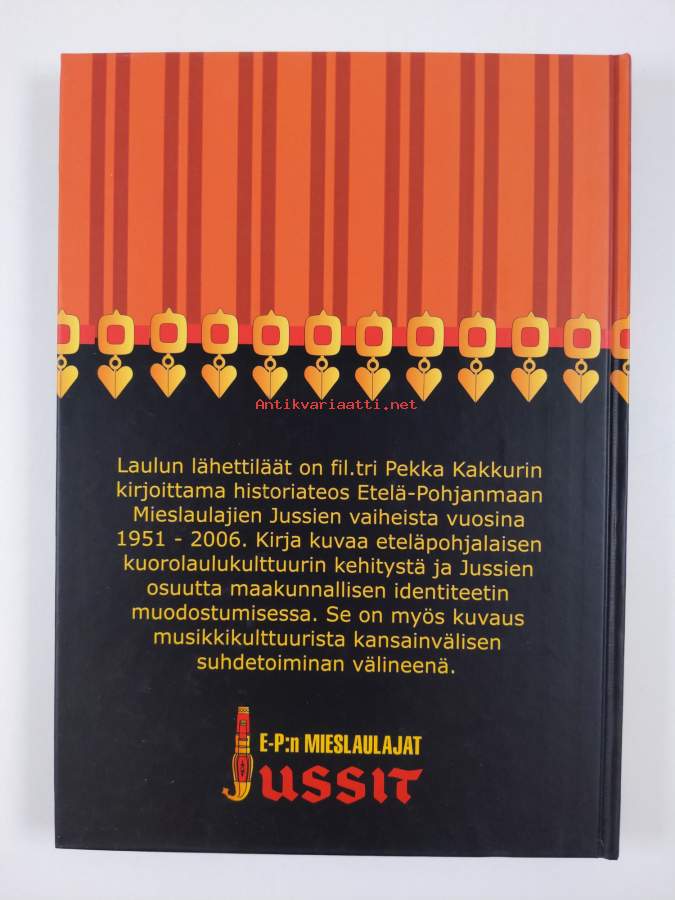 Antikvariaatti.net
Laulun lähettiläät on fil.tri Pekka Kakkurin
kirjoittama historiateos Etelä-Pohjanmaan
Mieslaulajien Jussien vaiheista vuosina
1951 - 2006. Kirja kuvaa eteläpohjalaisen
kuorolaulukulttuurin kehitystä ja Jussien
osuutta maakunnallisen identiteetin
muodostumisessa. Se on myös kuvaus
musiikkikulttuurista kansainvälisen
suhdetoiminan välineenä.
E-P:n MIESLAULAJAT
JUSSIT